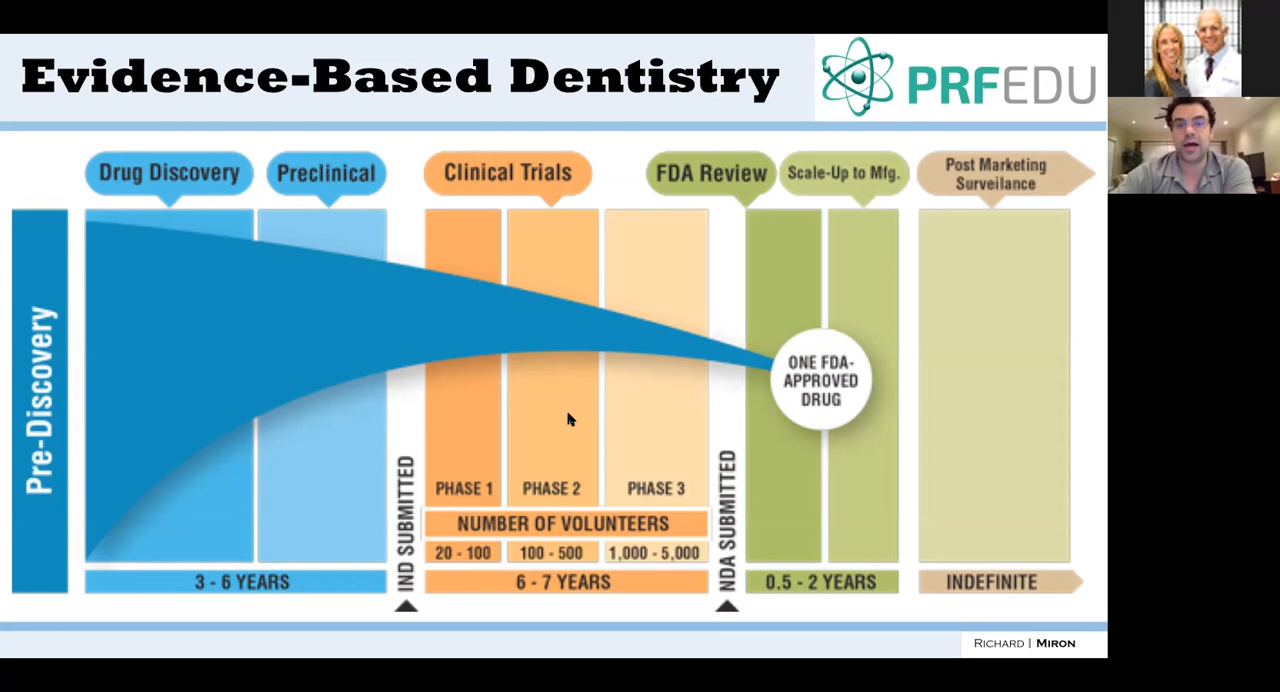 Evidence-Based Dentistry
PRFEDU
Drug Discovery
Preclinical
Clinical Trials
FDA Review
Scale-Up to Mfg.
Post Marketing
Surveilance
Pre-Discovery
ONE FDA-
APPROVED
DRUG
IND SUBMITTED
PHASE 1
PHASE 2
PHASE 3
NUMBER OF VOLUNTEERS
20 - 100
100 - 500
1,000 - 5,000
NDA SUBMITTED
3 - 6 YEARS
6 - 7 YEARS
0.5 - 2 YEARS
INDEFINITE
RICHARD | MIRON